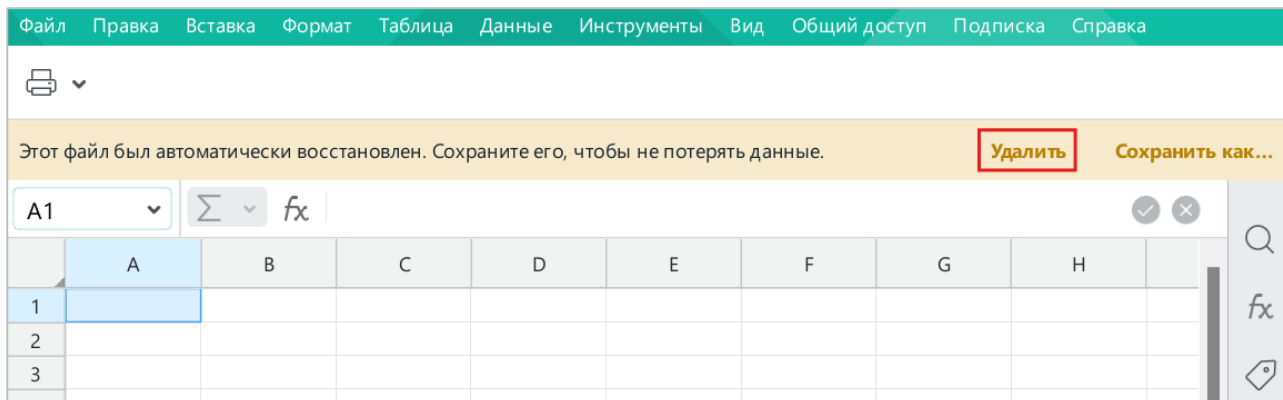 Файл Правка Вставка Формат Таблица Данные Инструменты Вид Общий доступ Подписка Справка
Этот файл был автоматически восстановлен. Сохраните его, чтобы не потерять данные. Удалить Сохранить как...
A1 Σ fx
A B C D E F G H
1
2
3
fx